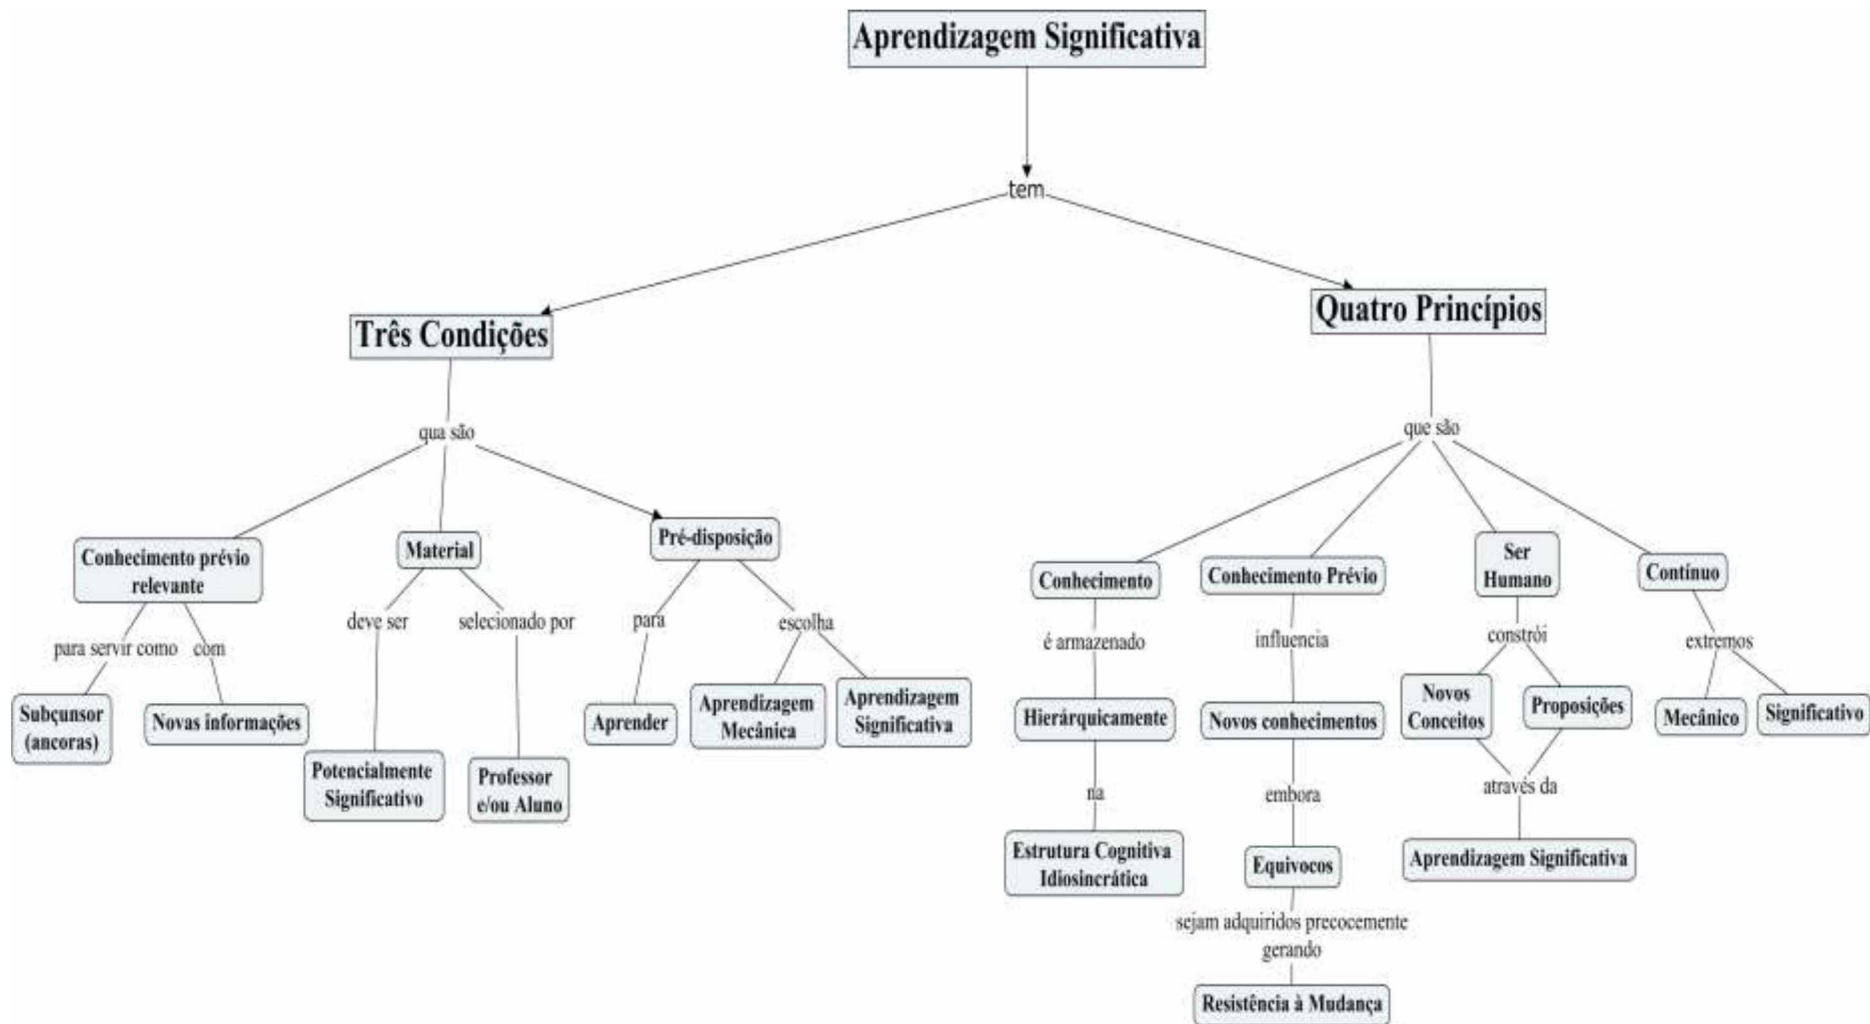 Aprendizagem Significativa
tem
Três Condições
qua são
Conhecimento prévio
relevante
para servir como
com
Subçunsor
(ancoras)
Novas informações
Material
deve ser
selecionado por
Potencialmente
Significativo
Professor
e/ou Aluno
Pré-disposição
para
escolha
Aprender
Aprendizagem
Mecânica
Aprendizagem
Significativa
Quatro Princípios
que são
Conhecimento
é armazenado
Hierárquicamente
na
Estrutura Cognitiva
Idiosincrática
Conhecimento Prévio
influencia
Novos conhecimentos
embora
Equivocos
sejam adquiridos precocemente
gerando
Resistência à Mudança
Ser
Humano
constrói
Novos
Conceitos
Proposições
através da
Aprendizagem Significativa
Contínuo
extremos
Mecânico
Significativo